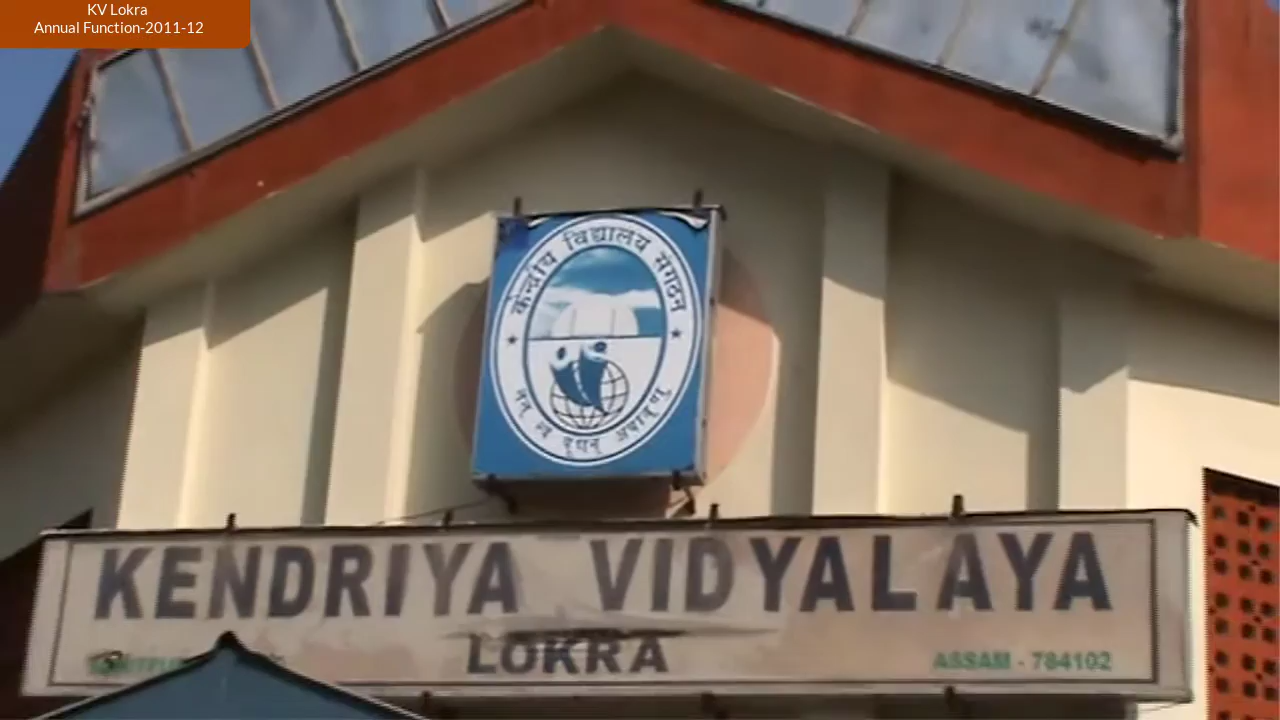 KV Lokra
Annual Function-2011-12
केन्द्रीय विद्यालय संगठन
KENDRIYA VIDYALAYA
LOKRA
ASSAM - 784102